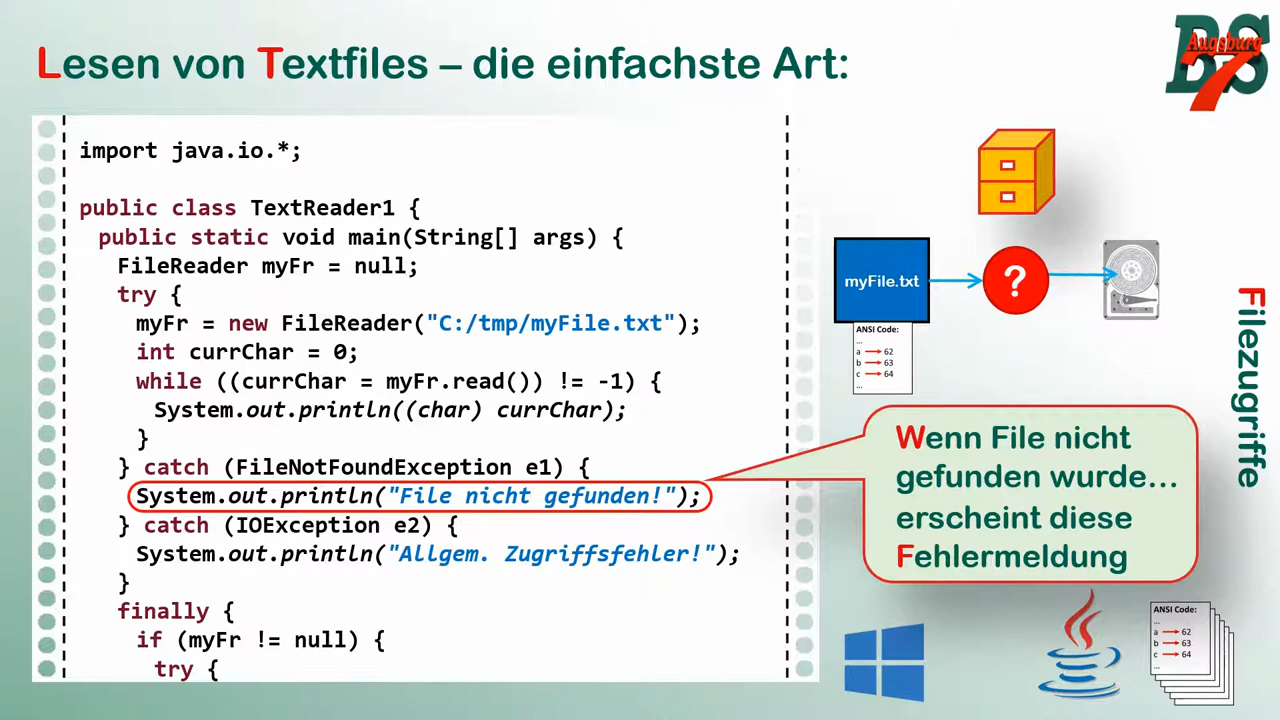 Lesen von Textfiles – die einfachste Art:
BS
Augsburg
7
import java.io.*;
public class TextReader1 {
public static void main(String[] args) {
FileReader myFr = null;
try {
myFr = new FileReader("C:/tmp/myFile.txt");
int currChar = 0;
while ((currChar = myFr.read()) != -1) {
System.out.println((char) currChar);
}
} catch (FileNotFoundException e1) {
System.out.println("File nicht gefunden!");
} catch (IOException e2) {
System.out.println("Allgem. Zugriffsfehler!");
}
finally {
if (myFr != null) {
try {
myFile.txt
?
ANSI Code:
...
a 62
b 63
c 64
...
Filezugriffe
Wenn File nicht
gefunden wurde...
erscheint diese
Fehlermeldung
ANSI Code:
...
a 62
b 63
c 64
...